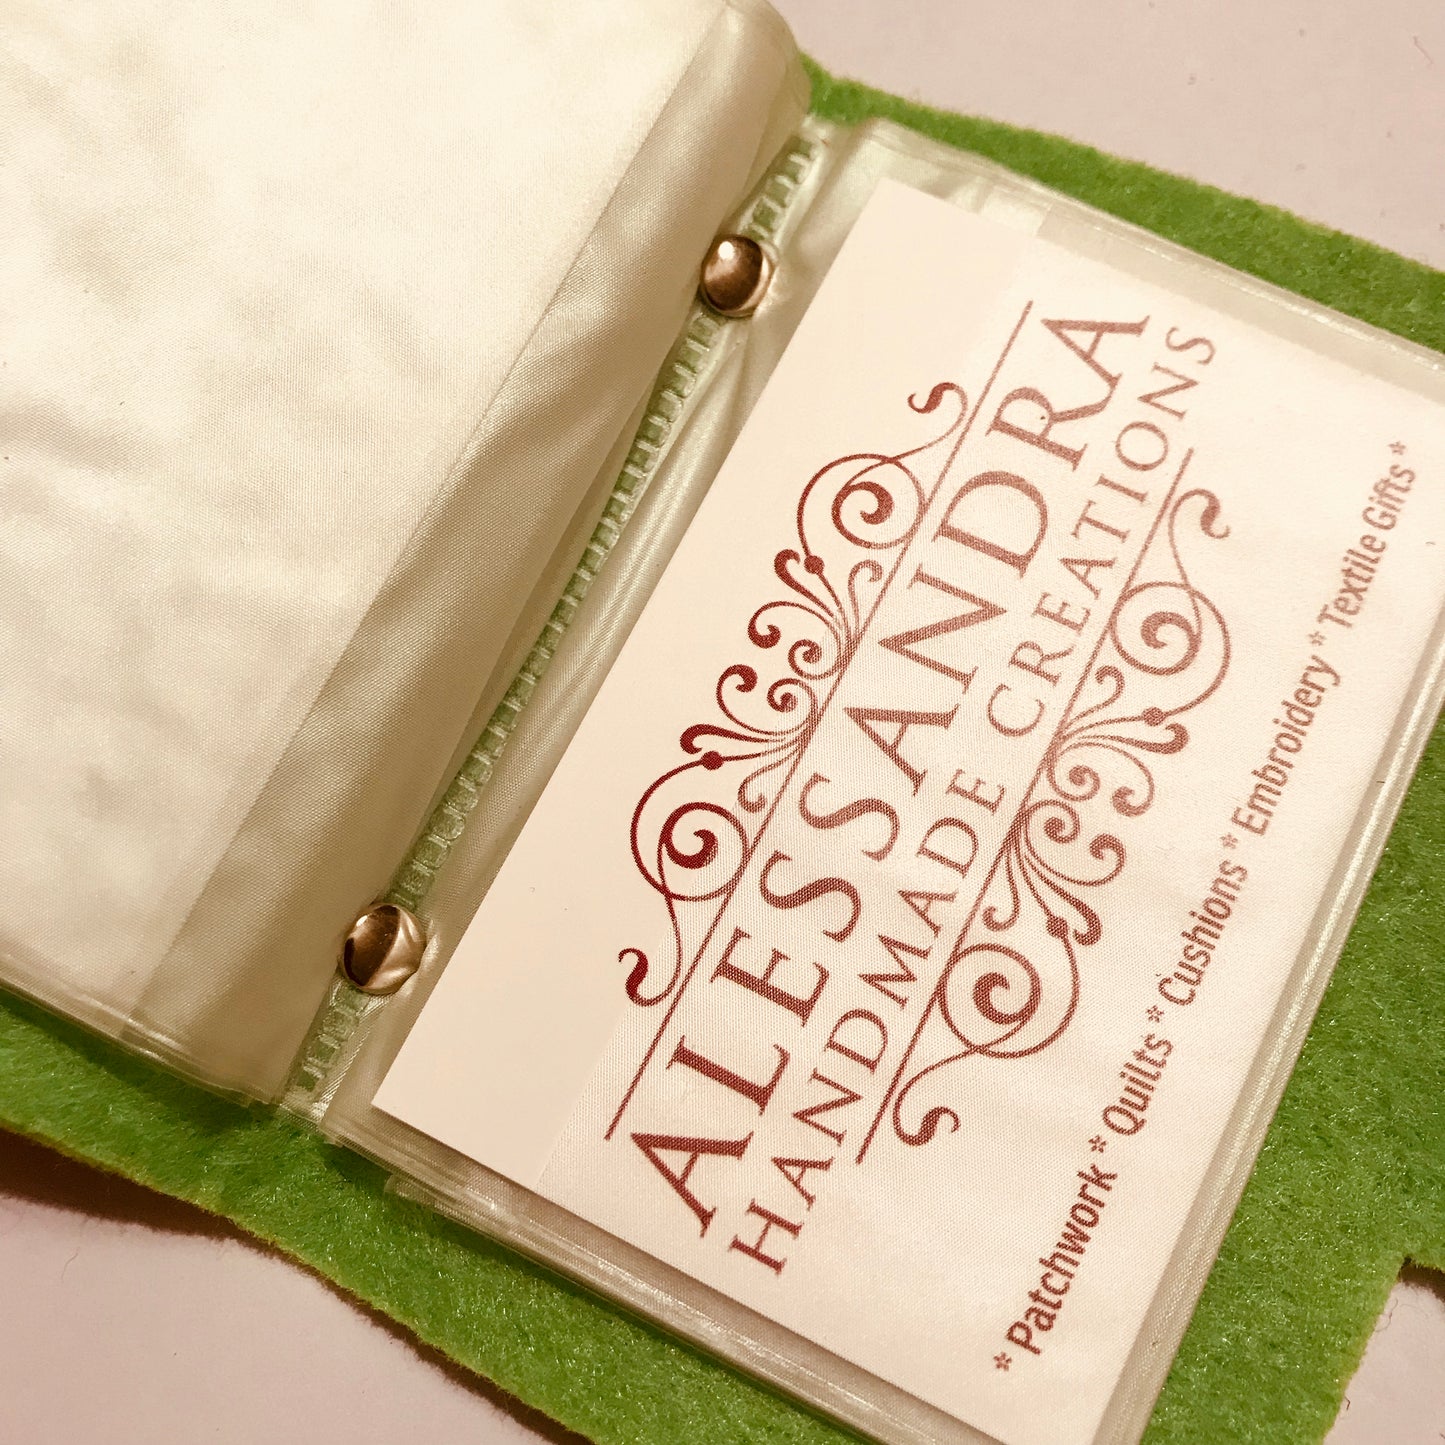 ALESSANDRA
HANDMADE CREATIONS
* Patchwork * Quilts * Cushions * Embroidery * Textile Gifts *